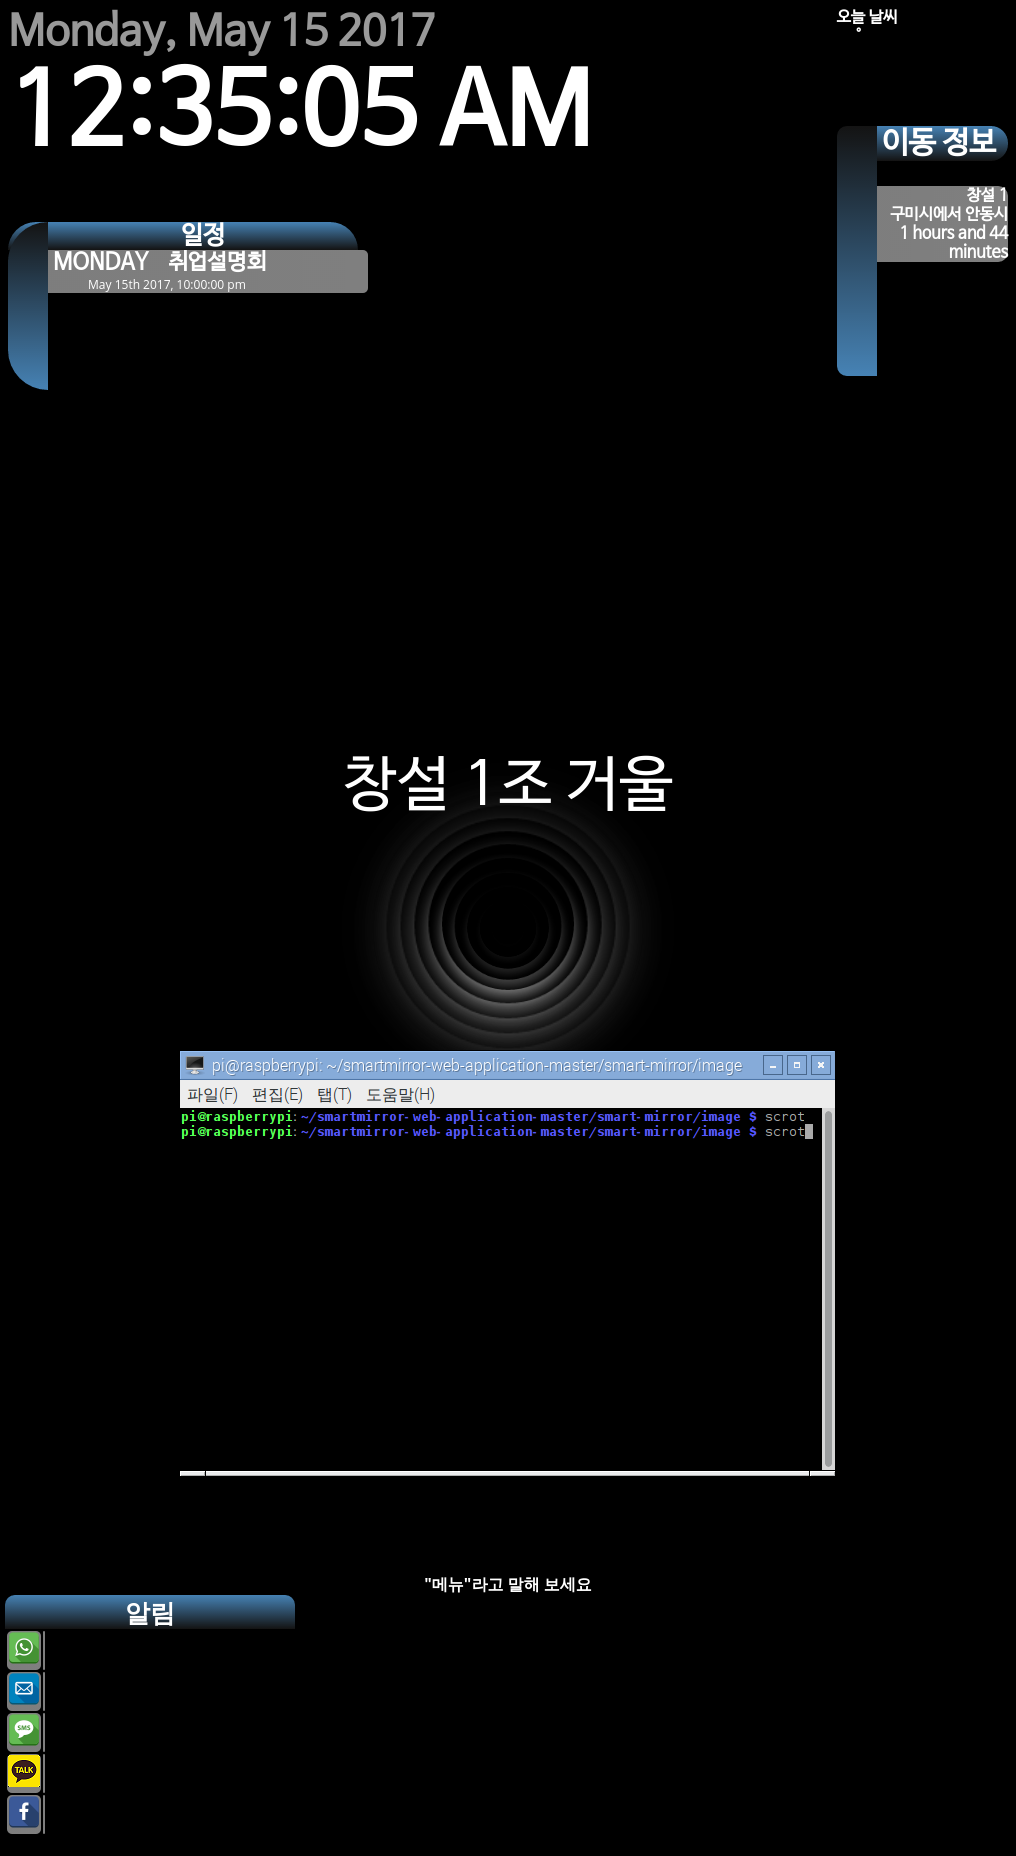 Monday, May 15 2017
12:35:05 AM
오늘 날씨
°
이동 정보
창설 1
구미시에서 안동시
1 hours and 44
minutes
일정
MONDAY 취업설명회
May 15th 2017, 10:00:00 pm
창설 1조 거울
pi@raspberrypi: ~/smartmirror-web-application-master/smart-mirror/image
파일(F) 편집(E) 탭(T) 도움말(H)
pi@raspberrypi:~/smartmirror-web-application-master/smart-mirror/image $ scrot
pi@raspberrypi:~/smartmirror-web-application-master/smart-mirror/image $ scrot
"메뉴"라고 말해 보세요
알림
SMS
TALK